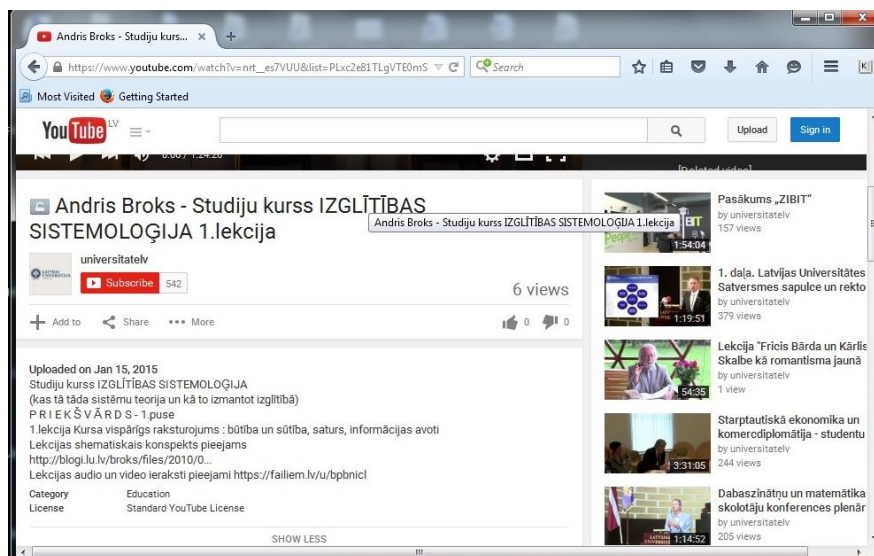 Andris Broks - Studiju kurs...
https://www.youtube.com/watch?v=nrt_es7VUU&list=PLxc2e81TLgVTE0mS
Search
Most Visited
Getting Started
YouTube LV
Upload
Sign in
0:00 / 1:24:20
[Deleted video]
Andris Broks - Studiju kurss IZGLĪTĪBAS
SISTEMOLOĢIJA 1.lekcija
Andris Broks - Studiju kurss IZGLĪTĪBAS SISTEMOLOĢIJA 1.lekcija
universitatelv
Subscribe 542
6 views
Add to
Share
More
0
0
Uploaded on Jan 15, 2015
Studiju kurss IZGLĪTĪBAS SISTEMOLOĢIJA
(kas tā tāda sistēmu teorija un kā to izmantot izglītībā)
P R I E K Š V Ā R D S - 1.puse
1.lekcija Kursa vispārīgs raksturojums : būtība un sūtība, saturs, informācijas avoti
Lekcijas shematiskais konspekts pieejams
http://blogi.lu.lv/broks/files/2010/0...
Lekcijas audio un video ieraksti pieejami https://failiem.lv/u/bpbnicl
Category Education
License Standard YouTube License
SHOW LESS
Pasākums „ZIBIT"
by universitatelv
157 views
1:54:04
1. daļa. Latvijas Universitātes
Satversmes sapulce un rekto
by universitatelv
379 views
1:19:51
Lekcija "Fricis Bārda un Kārlis
Skalbe kā romantisma jaunā
by universitatelv
1 view
54:35
Starptautiskā ekonomika un
komercdiplomātija - studentu
by universitatelv
244 views
3:31:05
Dabaszinātņu un matemātika
skolotāju konferences plenār
by universitatelv
205 views
1:14:52